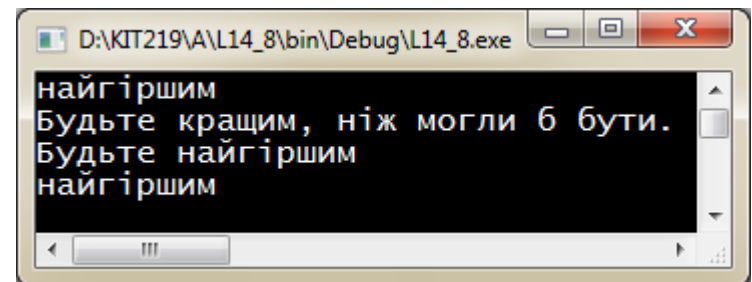 D:\KIT219\A\L14_8\bin\Debug\L14_8.exe
найгіршим
Будьте кращим, ніж могли б бути.
Будьте найгіршим
найгіршим